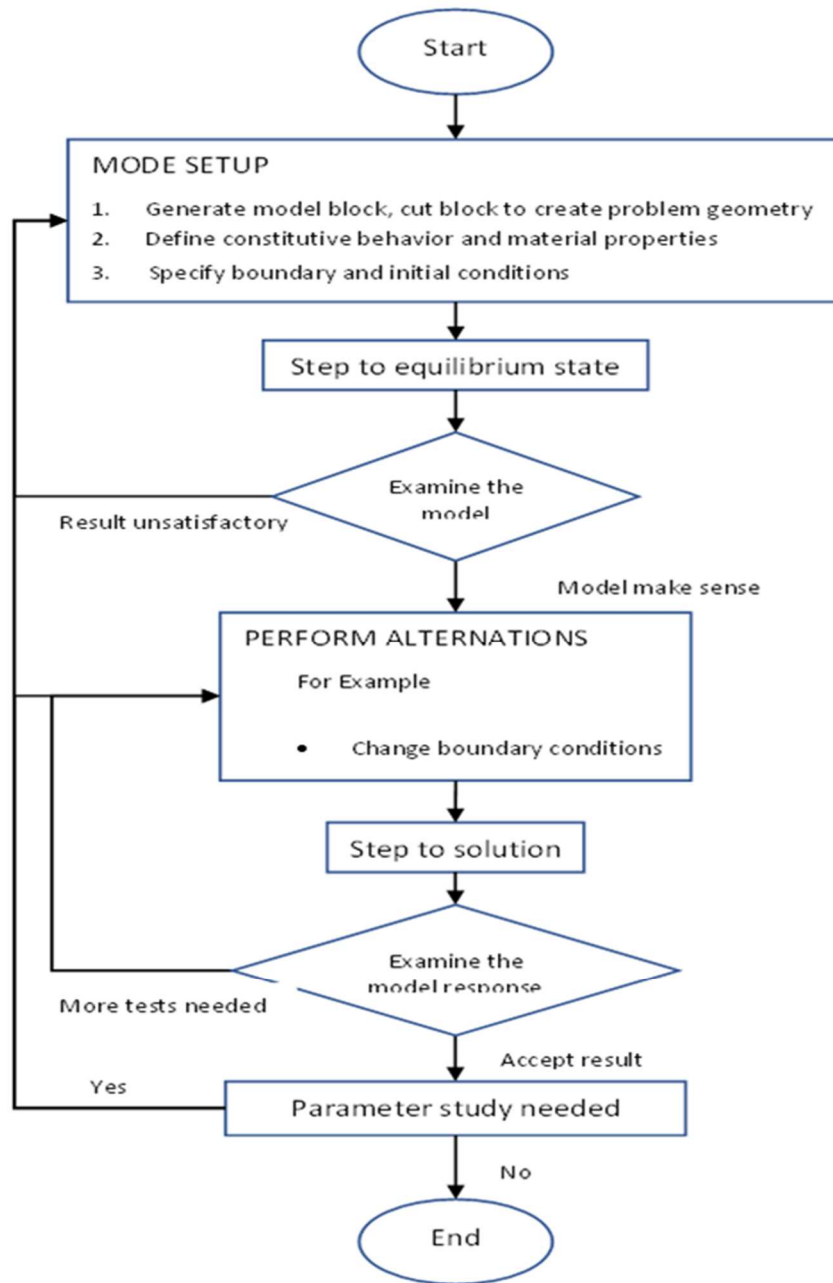 Start
MODE SETUP
1. Generate model block, cut block to create problem geometry
2. Define constitutive behavior and material properties
3. Specify boundary and initial conditions
Step to equilibrium state
Examine the
model
Result unsatisfactory
Model make sense
PERFORM ALTERNATIONS
For Example
• Change boundary conditions
Step to solution
Examine the
model response
More tests needed
Accept result
Yes
Parameter study needed
No
End